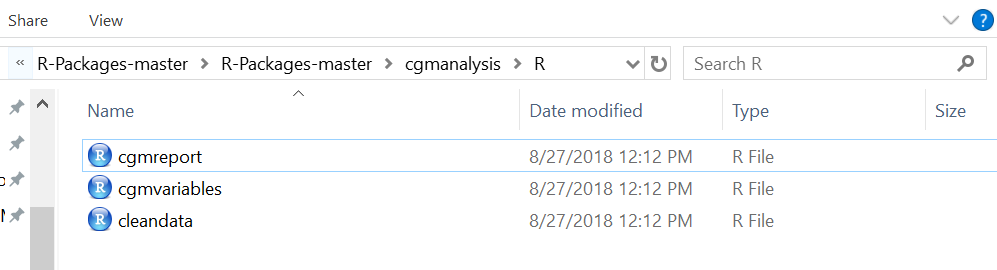 Share View
« R-Packages-master > R-Packages-master > cgmanalysis > R Search R
Name Date modified Type Size
cgmreport 8/27/2018 12:12 PM R File
cgmvariables 8/27/2018 12:12 PM R File
cleandata 8/27/2018 12:12 PM R File